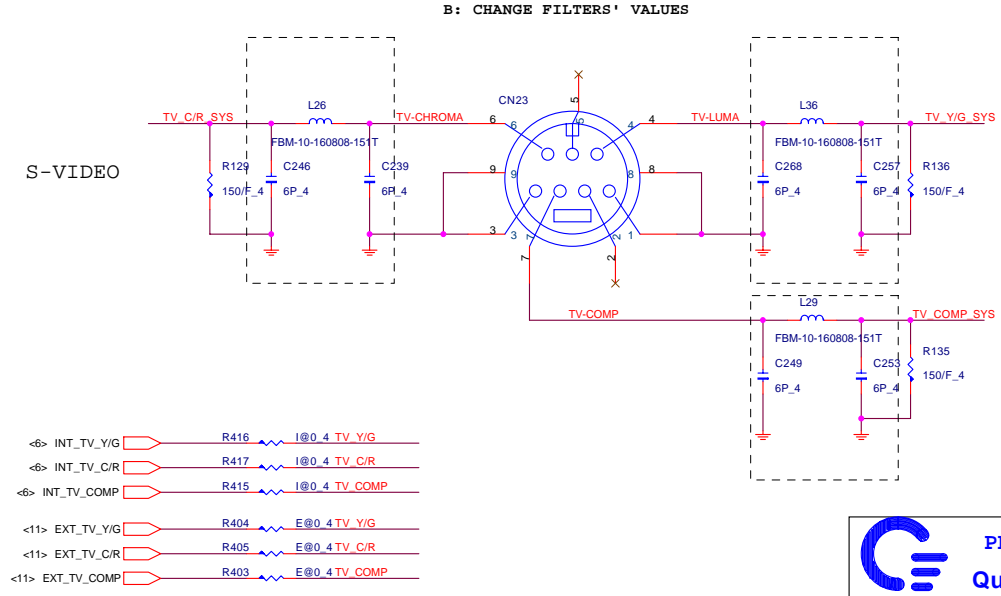 B: CHANGE FILTERS' VALUES
S-VIDEO
TV_C/R_SYS
L26
FBM-10-160808-151T
TV-CHROMA
R129
150/F_4
C246
6P_4
C239
6P_4
CN23
5
5
6
6
4
4
9
9
8
8
3
3
7
7
2
2
1
1
TV-LUMA
L36
FBM-10-160808-151T
TV_Y/G_SYS
C268
6P_4
C257
6P_4
R136
150/F_4
TV-COMP
L29
FBM-10-160808-151T
TV_COMP_SYS
C249
6P_4
C253
6P_4
R135
150/F_4
<6> INT_TV_Y/G R416 I@0_4 TV_Y/G
<6> INT_TV_C/R R417 I@0_4 TV_C/R
<6> INT_TV_COMP R415 I@0_4 TV_COMP
<11> EXT_TV_Y/G R404 E@0_4 TV_Y/G
<11> EXT_TV_C/R R405 E@0_4 TV_C/R
<11> EXT_TV_COMP R403 E@0_4 TV_COMP